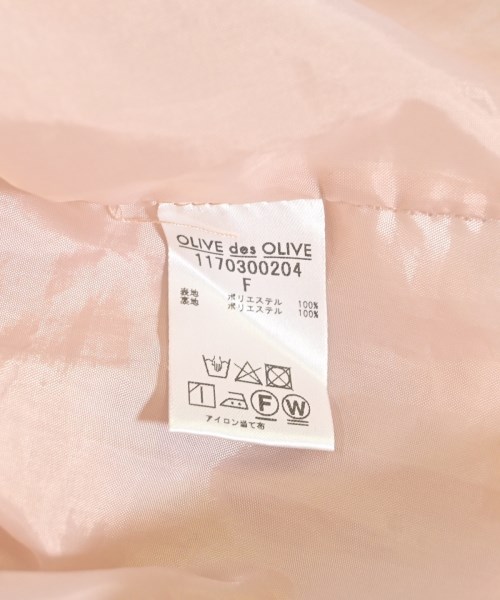 OLIVE des OLIVE
1170300204
F
表地 ポリエステル 100%
裏地 ポリエステル 100%
F W
アイロン当て布